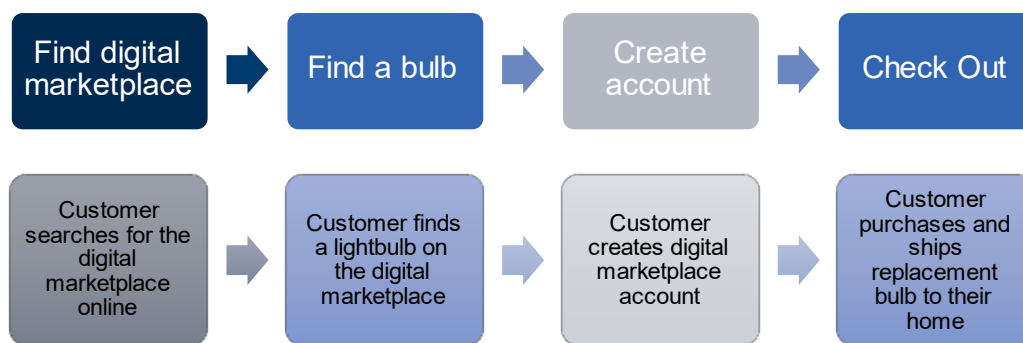 Find digital
marketplace
Find a bulb
Create
account
Check Out
Customer
searches for the
digital
marketplace
online
Customer finds
a lightbulb on
the digital
marketplace
Customer
creates digital
marketplace
account
Customer
purchases and
ships
replacement
bulb to their
home